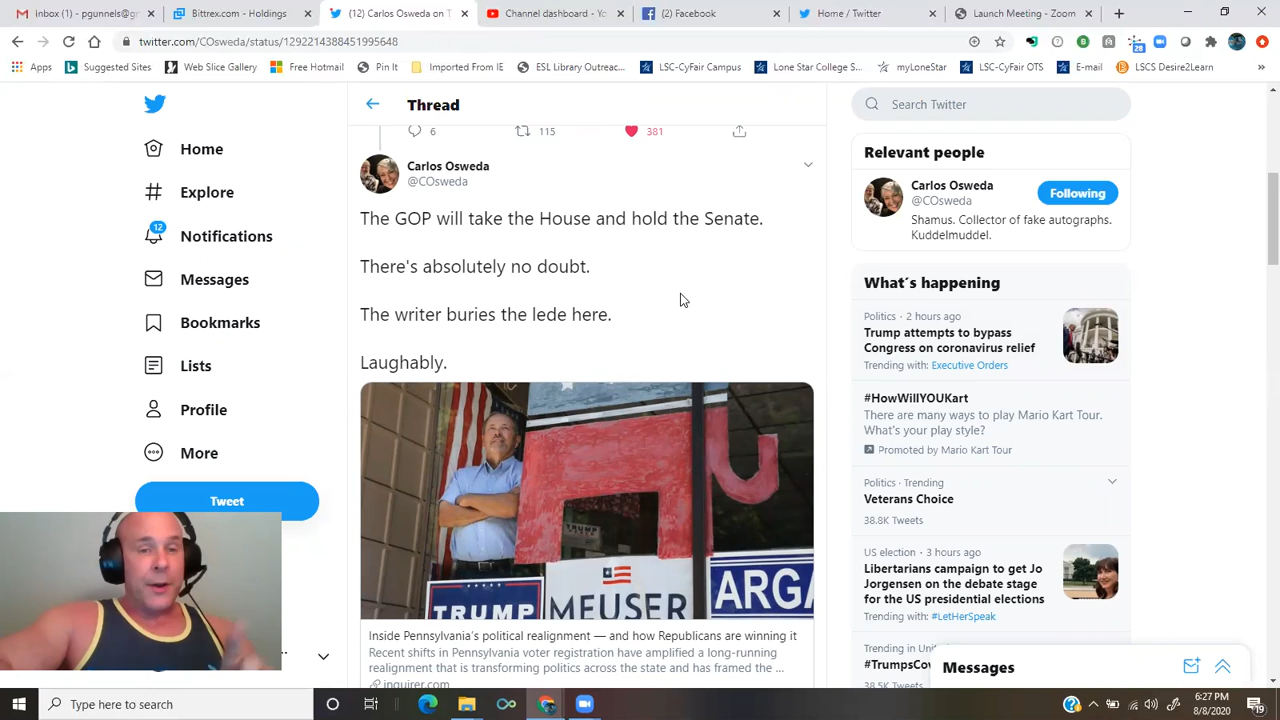 Inbox (1) - pgunnels@g
Bittrex.com - Holdings
(12) Carlos Osweda on T
Channel dashboard - Yo
(4) Facebook
Home / Twitter
Launch Meeting - Zoom
twitter.com/COsweda/status/1292214388451995648
28
Apps
Suggested Sites
Web Slice Gallery
Free Hotmail
Pin It
Imported From IE
ESL Library Outreac...
LSC-CyFair Campus
Lone Star College S...
myLoneStar
LSC-CyFair OTS
E-mail
LSCS Desire2Learn
Home
Explore
12
Notifications
Messages
Bookmarks
Lists
Profile
More
Tweet
Thread
6
115
381
Carlos Osweda
@COsweda
The GOP will take the House and hold the Senate.
There's absolutely no doubt.
The writer buries the lede here.
Laughably.
TRUMP
MEUSER
ARGA
Inside Pennsylvania's political realignment — and how Republicans are winning it
Recent shifts in Pennsylvania voter registration have amplified a long-running
realignment that is transforming politics across the state and has framed the ...
inquirer.com
Search Twitter
Relevant people
Carlos Osweda
@COsweda
Following
Shamus. Collector of fake autographs.
Kuddelmuddel.
What's happening
Politics · 2 hours ago
Trump attempts to bypass
Congress on coronavirus relief
Trending with: Executive Orders
#HowWillYOUKart
There are many ways to play Mario Kart Tour.
What's your play style?
Promoted by Mario Kart Tour
Politics · Trending
Veterans Choice
38.8K Tweets
US election · 3 hours ago
Libertarians campaign to get Jo
Jorgensen on the debate stage
for the US presidential elections
Trending with: #LetHerSpeak
Trending in Unit
#TrumpsCov
38.5K Tweets
Messages
Type here to search
6:27 PM
8/8/2020
19